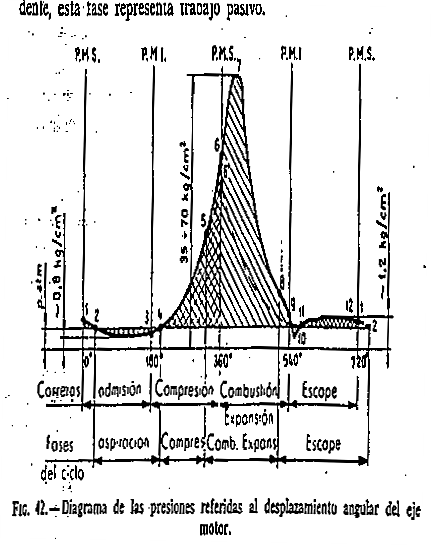 dente, esta fase representa trabajo pasivo.
P.M.S. P.M.I. P.M.S. P.M.I P.M.S.
7
6
5
35 ÷ 70 kg/cm²
p. atm
~0,8 kg/cm²
~1,2 kg/cm²
1 2 3 4 9 11 10 12 1 2
0° 180° 360° 540° 720°
Carreras admisión Compresión Combustión Escape
Expansión
Fases aspiración Compres Comb. Expans Escape
del ciclo
FIG. 42.—Diagrama de las presiones referidas al desplazamiento angular del eje
motor.